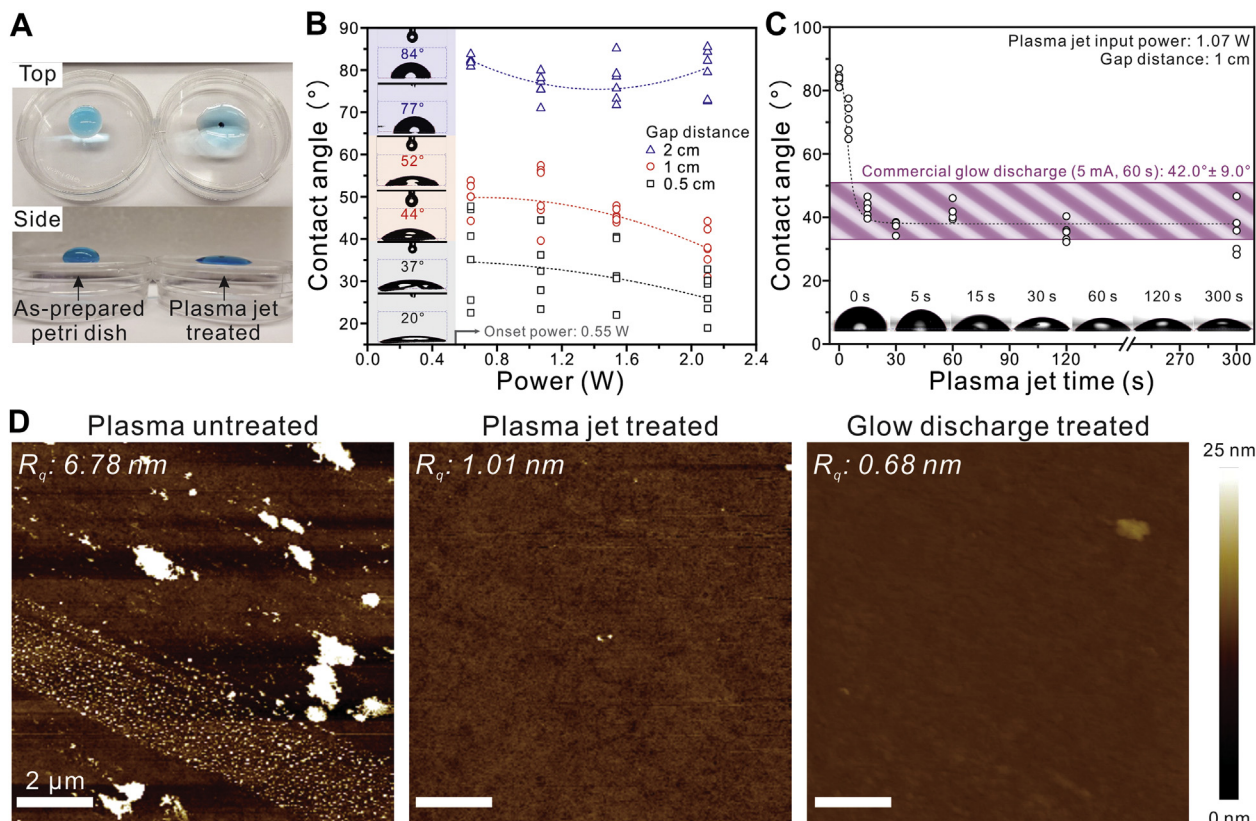 A
Top
Side
As-prepared
petri dish
Plasma jet
treated
B
Contact angle (°)
90
80
70
60
50
40
30
20
84°
77°
52°
44°
37°
20°
Gap distance
2 cm
1 cm
0.5 cm
Onset power: 0.55 W
0.0 0.4 0.8 1.2 1.6 2.0 2.4
Power (W)
C
Contact angle (°)
100
80
60
40
20
0
Plasma jet input power: 1.07 W
Gap distance: 1 cm
Commercial glow discharge (5 mA, 60 s): 42.0°± 9.0°
0 s 5 s 15 s 30 s 60 s 120 s 300 s
0 30 60 90 120 270 300
Plasma jet time (s)
D
Plasma untreated
Rq: 6.78 nm
2 µm
Plasma jet treated
Rq: 1.01 nm
Glow discharge treated
Rq: 0.68 nm
25 nm
0 nm